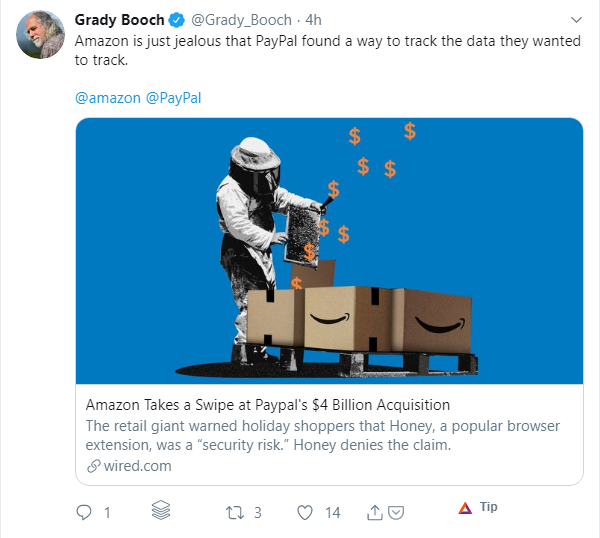 Grady Booch @Grady_Booch · 4h
Amazon is just jealous that PayPal found a way to track the data they wanted
to track.
@amazon @PayPal
$ $
$ $
$
$ $
$
$
Amazon Takes a Swipe at Paypal's $4 Billion Acquisition
The retail giant warned holiday shoppers that Honey, a popular browser
extension, was a “security risk.” Honey denies the claim.
wired.com
1 3 14 Tip